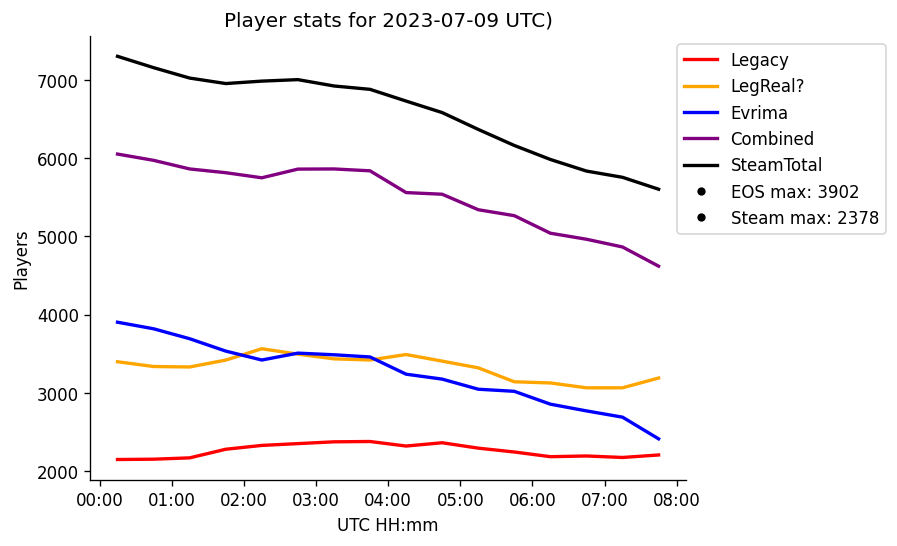 Player stats for 2023-07-09 UTC)
Legacy
LegReal?
Evrima
Combined
SteamTotal
EOS max: 3902
Steam max: 2378
Players
7000
6000
5000
4000
3000
2000
00:00 01:00 02:00 03:00 04:00 05:00 06:00 07:00 08:00
UTC HH:mm